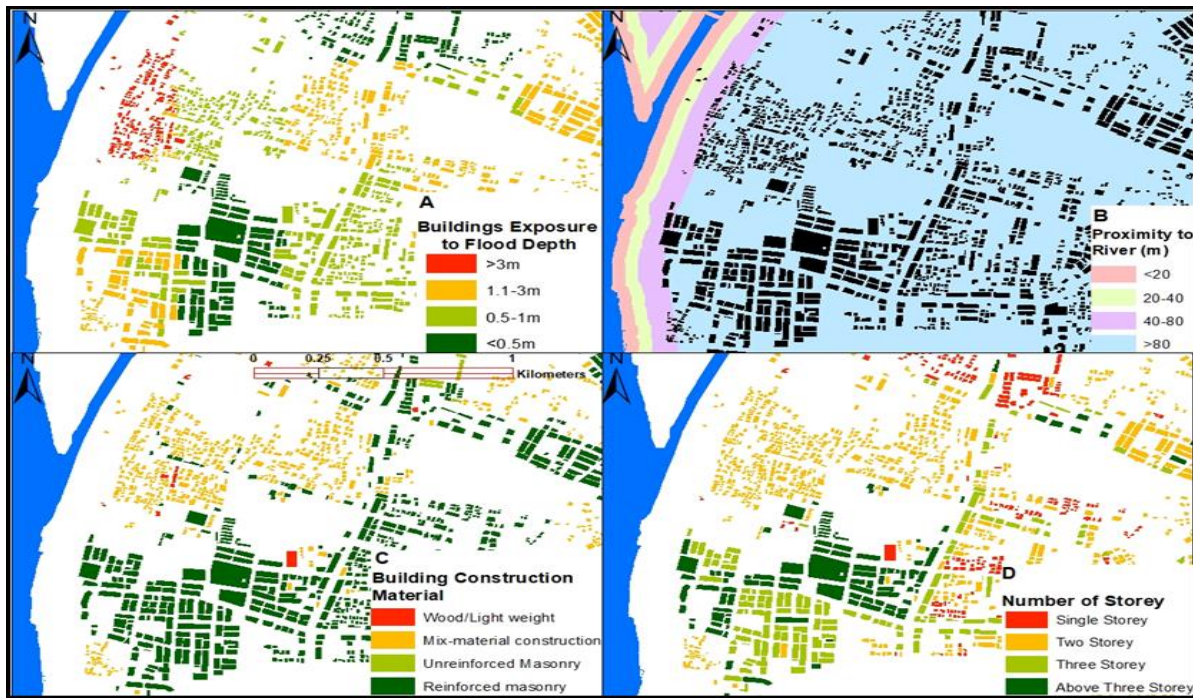 N
A
Buildings Exposure
to Flood Depth
>3m
1.1-3m
0.5-1m
<0.5m
N
B
Proximity to
River (m)
<20
20-40
40-80
>80
N
0 0.25 0.5 1
Kilometers
C
Building Construction
Material
Wood/Light weight
Mix-material construction
Unreinforced Masonry
Reinforced masonry
N
D
Number of Storey
Single Storey
Two Storey
Three Storey
Above Three Storey